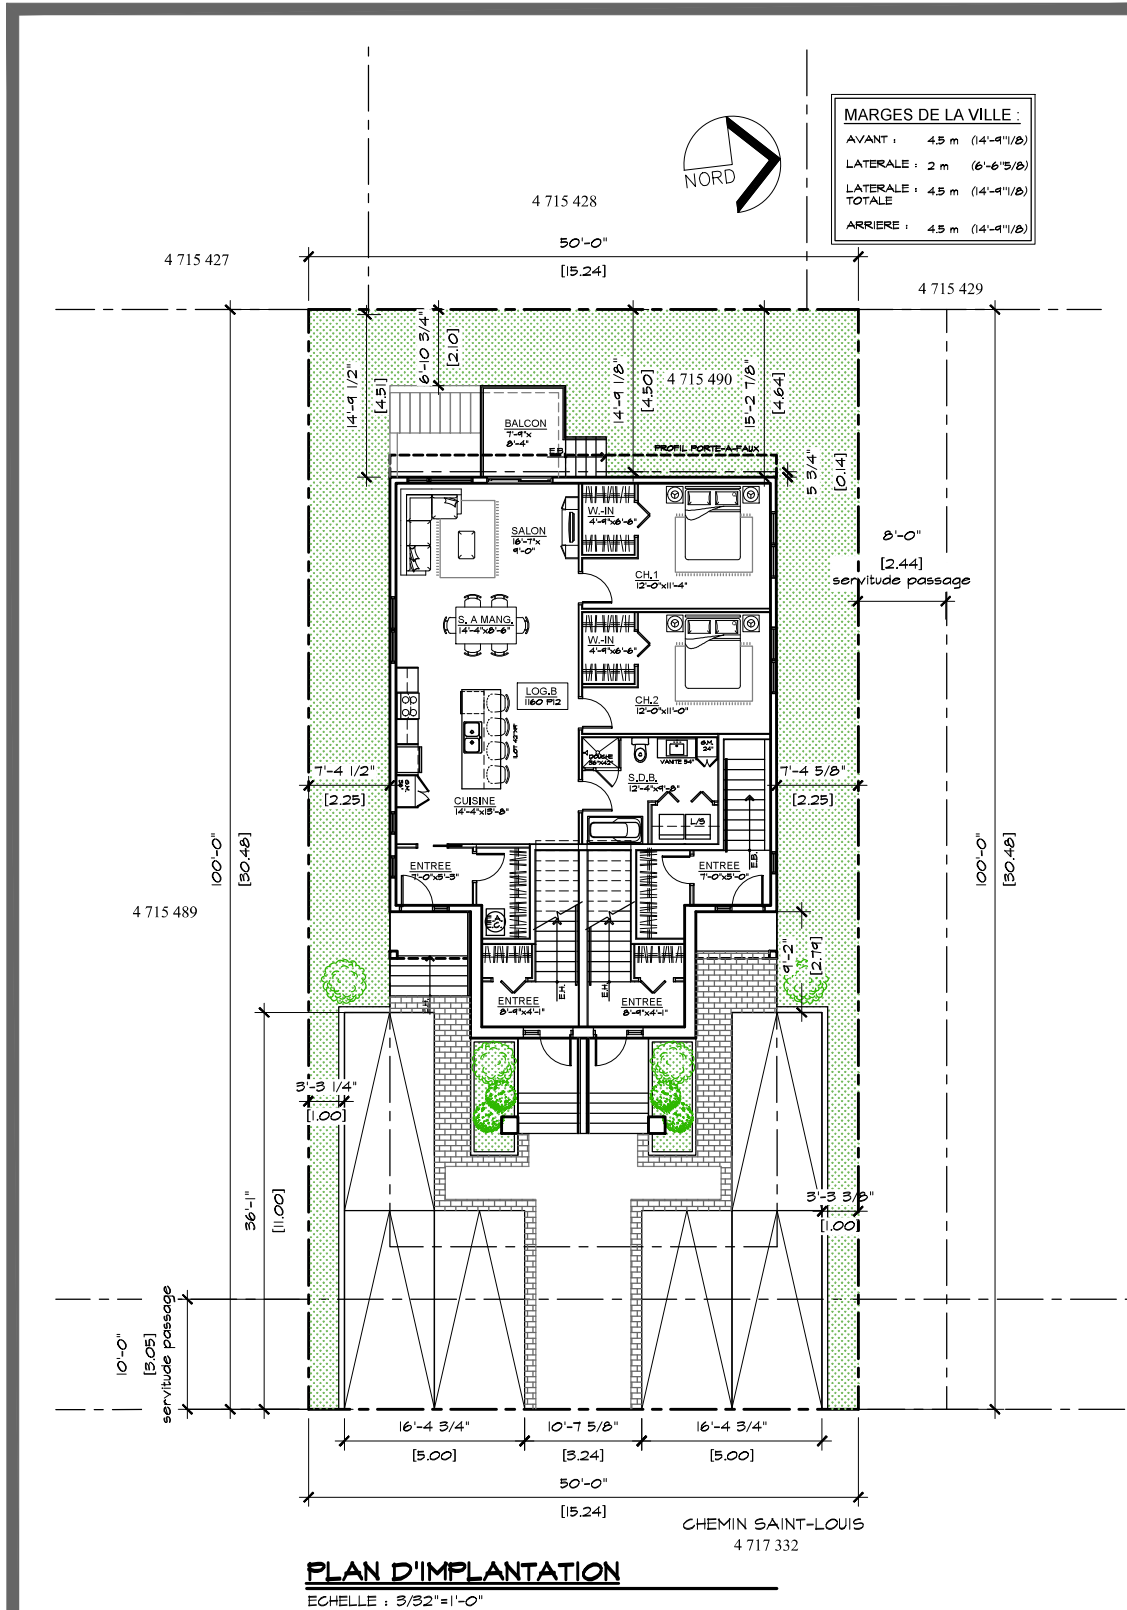 MARGES DE LA VILLE :
AVANT : 4.5 m (14'-9"1/8)
LATERALE : 2 m (6'-6"5/8)
LATERALE : 4.5 m (14'-9"1/8)
TOTALE
ARRIERE : 4.5 m (14'-9"1/8)
NORD
4 715 428
50'-0"
[15.24]
4 715 427
4 715 429
14'-9 1/2"
[4.51]
6'-10 3/4"
[2.10]
14'-9 1/8"
[4.50]
4 715 490
15'-2 7/8"
[4.64]
BALCON
7'-9"x
8'-4"
E.B.
PROFIL PORTE-A-FAUX
5 3/4"
[0.14]
8'-0"
[2.44]
servitude passage
SALON
16'-7"x
9'-0"
W.-IN
4'-9"x6'-6"
CH.1
12'-0"x11'-4"
S. A MANG.
14'-4"x8'-6"
W.-IN
4'-9"x6'-6"
LOG.B
1160 PI2
CH.2
12'-0"x11'-0"
DOUCHE
VANITE 54"
G.M.
24"
S.D.B.
12'-4"x9'-8"
L/S
CUISINE
14'-4"x15'-8"
7'-4 1/2"
[2.25]
7'-4 5/8"
[2.25]
ENTREE
7'-0"x5'-3"
ENTREE
7'-0"x5'-0"
E.B.
100'-0"
[30.48]
100'-0"
[30.48]
4 715 489
9'-2"
[2.79]
E.H.
E.H.
ENTREE
8'-9"x4'-1"
ENTREE
8'-9"x4'-1"
3'-3 1/4"
[1.00]
36'-1"
[11.00]
3'-3 3/8"
[1.00]
10'-0"
[3.05]
servitude passage
16'-4 3/4"
[5.00]
10'-7 5/8"
[3.24]
16'-4 3/4"
[5.00]
50'-0"
[15.24]
CHEMIN SAINT-LOUIS
4 717 332
PLAN D'IMPLANTATION
ECHELLE : 3/32"=1'-0"